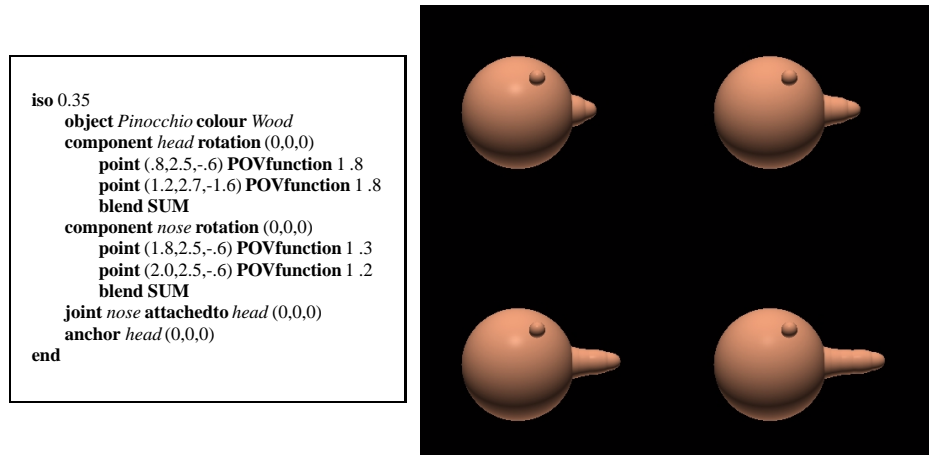 iso 0.35
object Pinocchio colour Wood
component head rotation (0,0,0)
point (.8,2.5,-.6) POVfunction 1 .8
point (1.2,2.7,-1.6) POVfunction 1 .8
blend SUM
component nose rotation (0,0,0)
point (1.8,2.5,-.6) POVfunction 1 .3
point (2.0,2.5,-.6) POVfunction 1 .2
blend SUM
joint nose attachedto head (0,0,0)
anchor head (0,0,0)
end